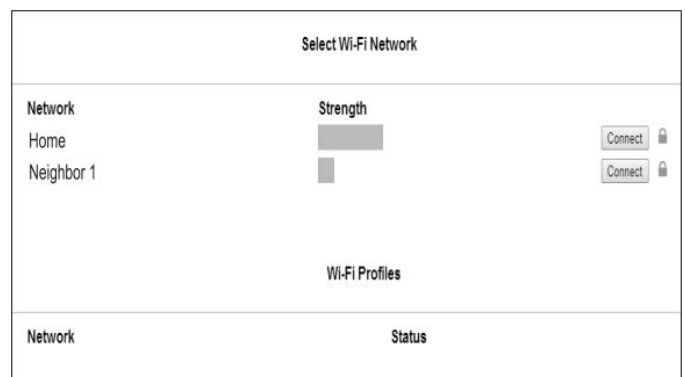 Select Wi-Fi Network
Network Strength
Home Connect
Neighbor 1 Connect
Wi-Fi Profiles
Network Status